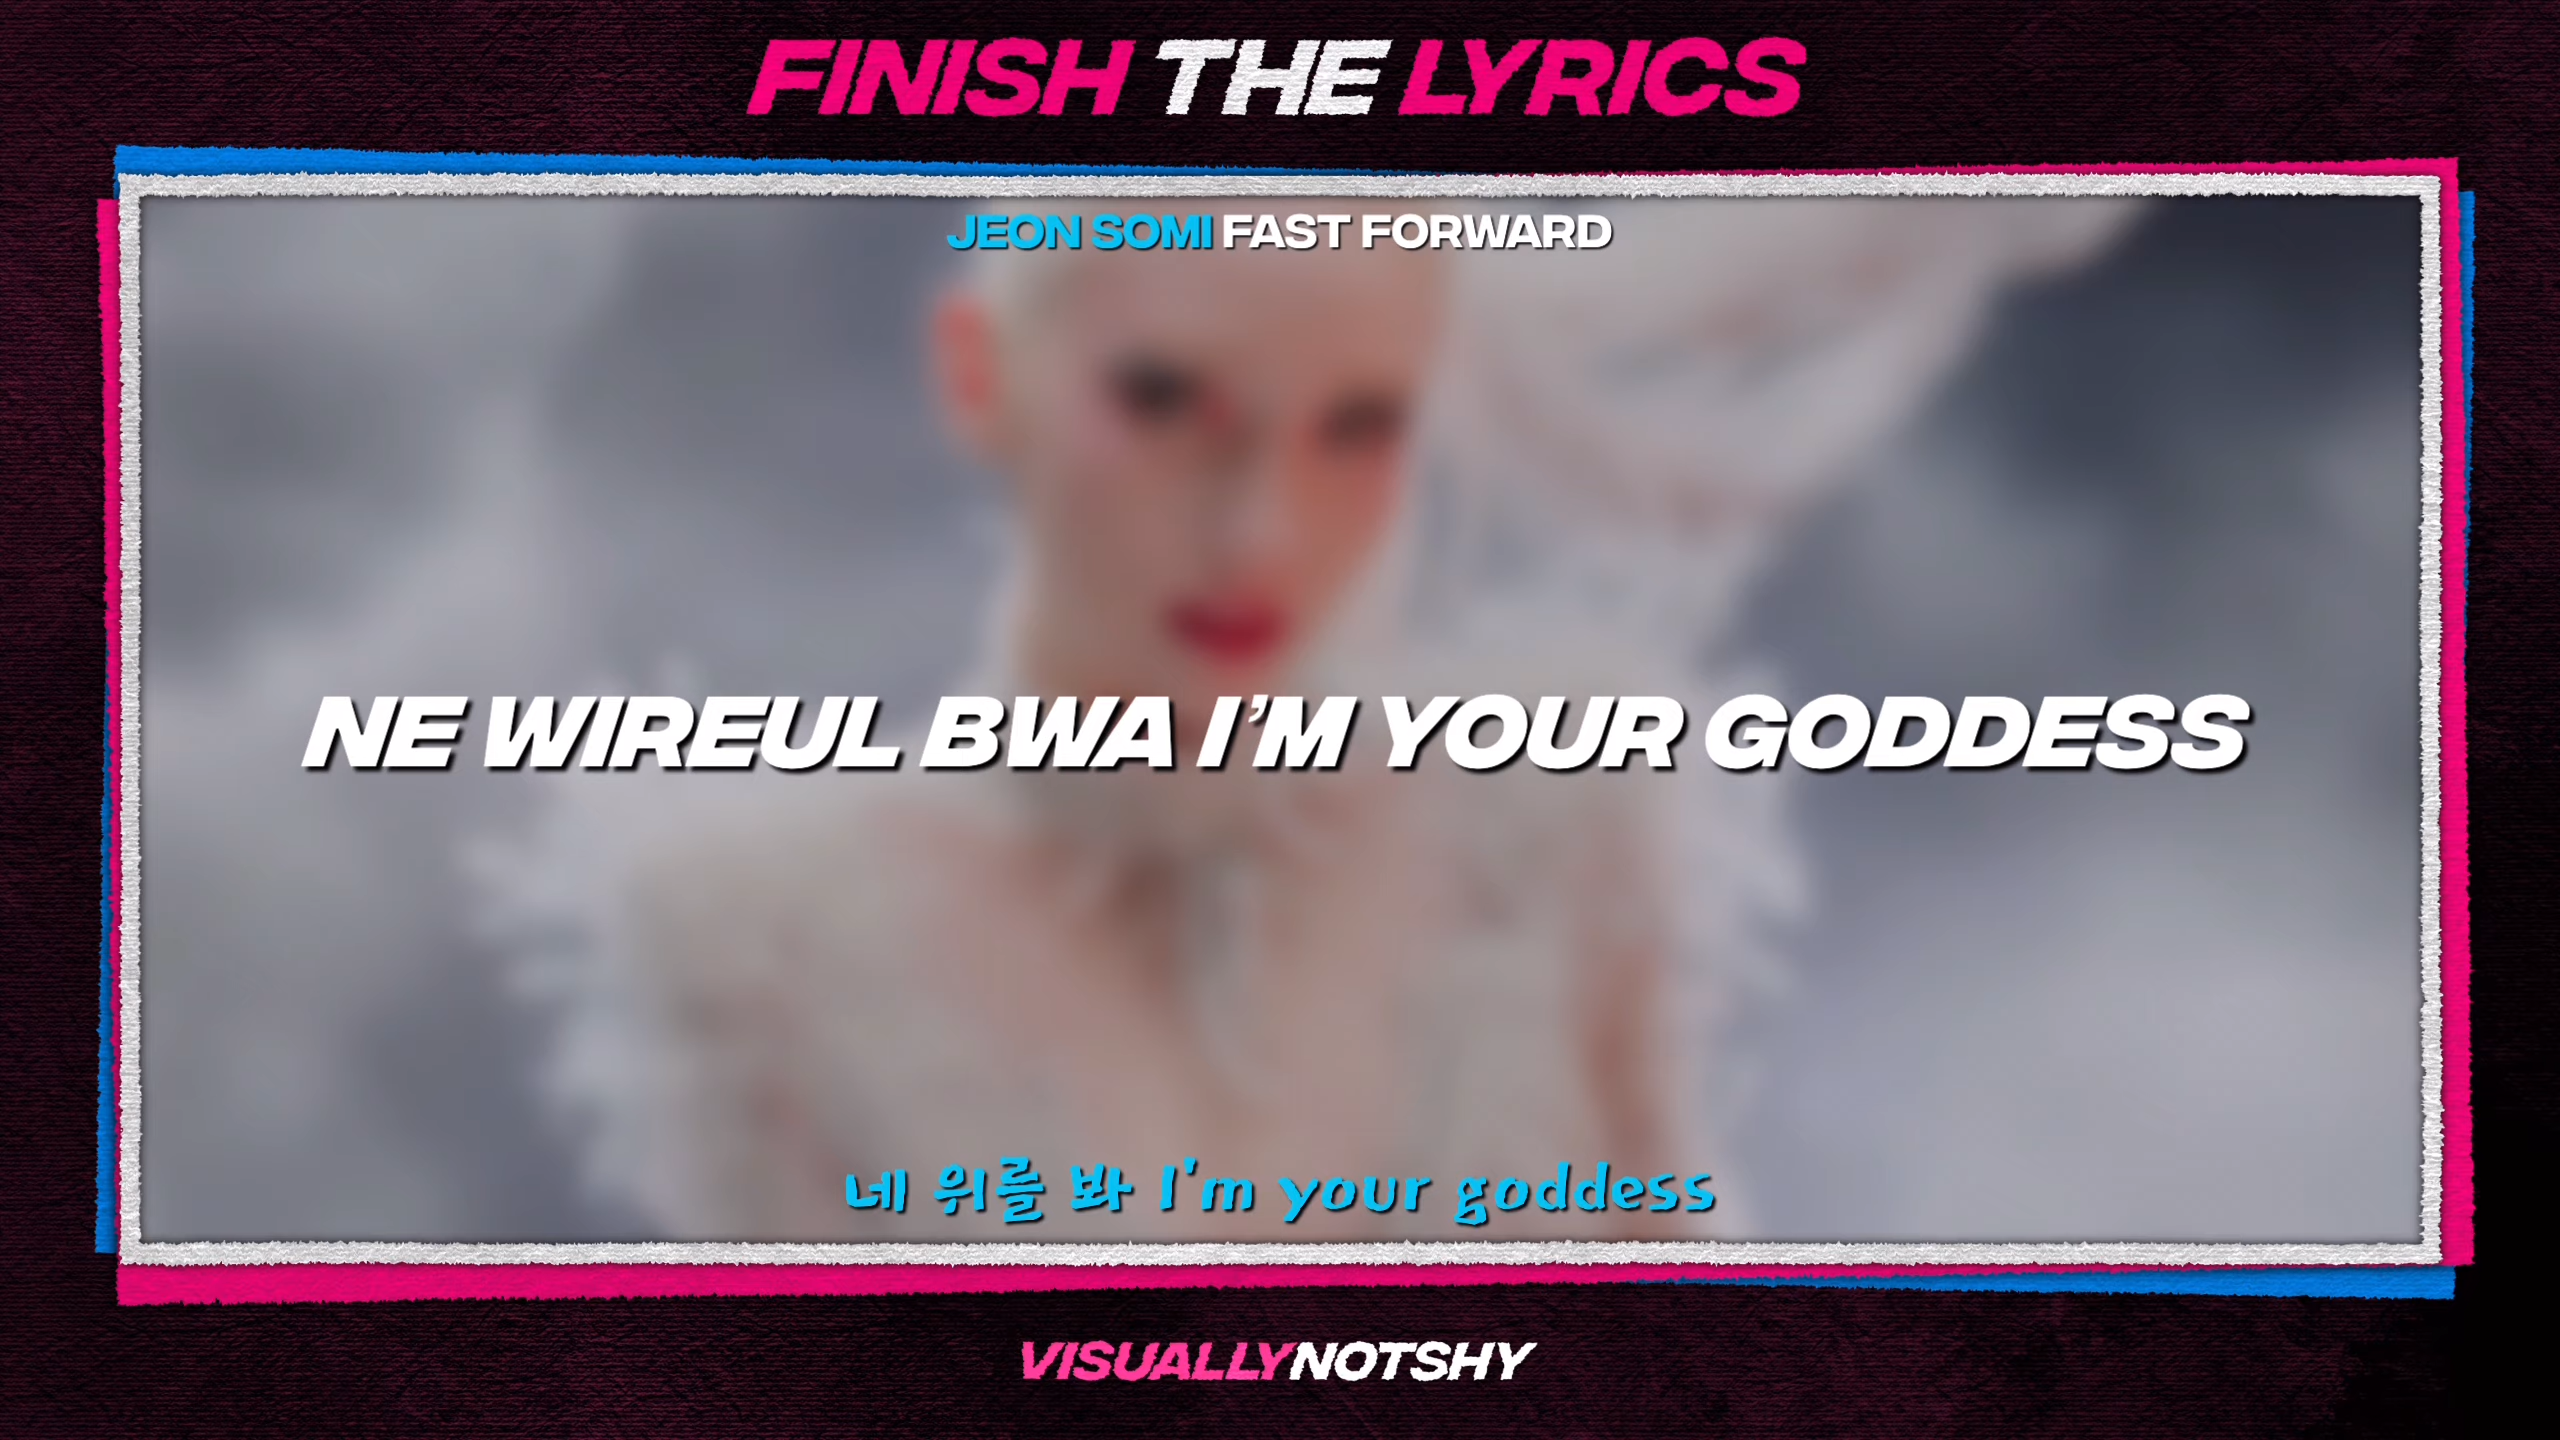 FINISH THE LYRICS
JEON SOMI FAST FORWARD
NE WIREUL BWA I'M YOUR GODDESS
네 위를 봐 I'm your goddess
VISUALLYNOTSHY